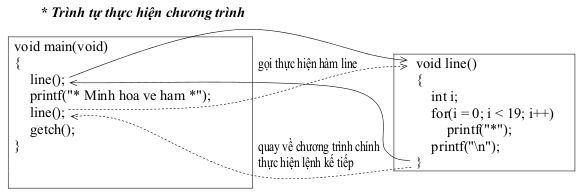 * Trình tự thực hiện chương trình
void main(void)
{
line();
printf("* Minh hoa ve ham *");
line();
getch();
}
gọi thực hiện hàm line
quay về chương trình chính
thực hiện lệnh kế tiếp
void line()
{
int i;
for(i = 0; i < 19; i++)
printf("*");
printf("\n");
}